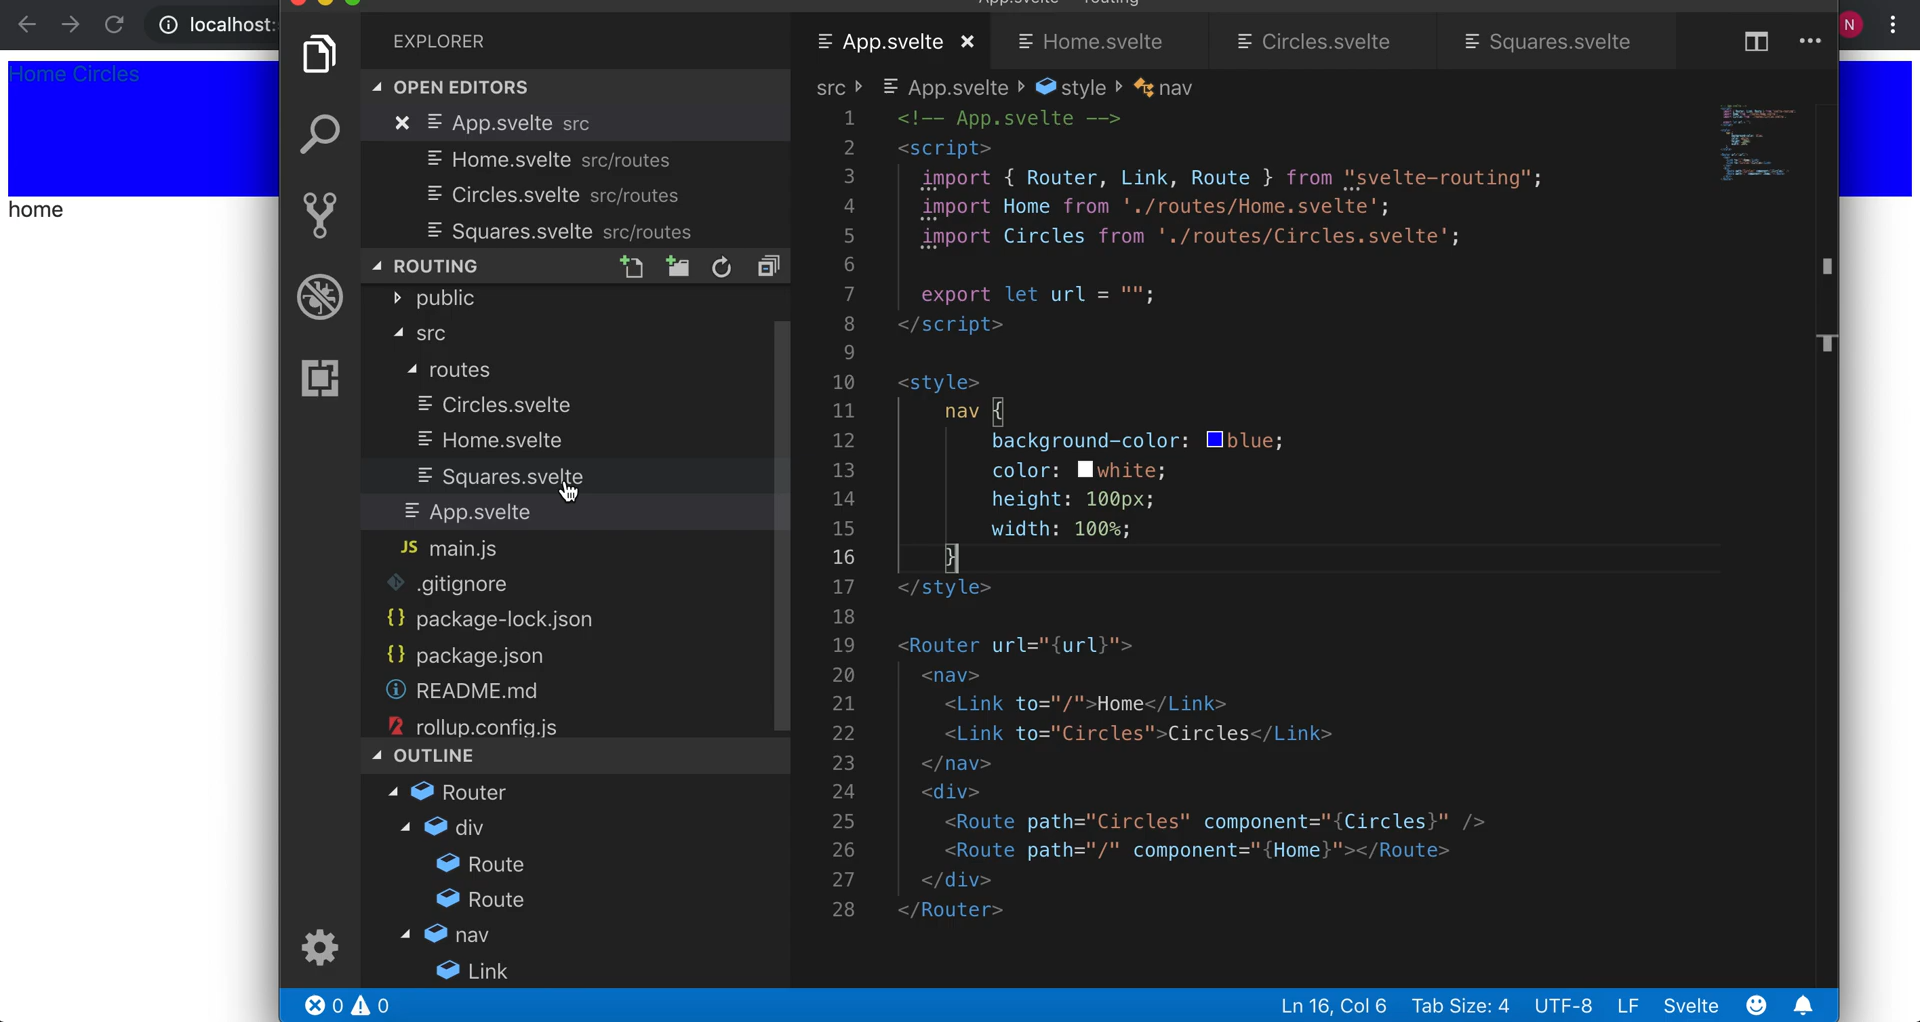 localhost:
N
Home Circles
home
EXPLORER
OPEN EDITORS
App.svelte src
Home.svelte src/routes
Circles.svelte src/routes
Squares.svelte src/routes
ROUTING
public
src
routes
Circles.svelte
Home.svelte
Squares.svelte
App.svelte
JS main.js
.gitignore
{} package-lock.json
{} package.json
README.md
rollup.config.js
OUTLINE
Router
div
Route
Route
nav
Link
App.svelte Home.svelte Circles.svelte Squares.svelte
src App.svelte style nav
1 <!-- App.svelte -->
2 <script>
3 import { Router, Link, Route } from "svelte-routing";
4 import Home from './routes/Home.svelte';
5 import Circles from './routes/Circles.svelte';
6
7 export let url = "";
8 </script>
9
10 <style>
11 nav {
12 background-color: blue;
13 color: white;
14 height: 100px;
15 width: 100%;
16 }
17 </style>
18
19 <Router url="{url}">
20 <nav>
21 <Link to="/">Home</Link>
22 <Link to="Circles">Circles</Link>
23 </nav>
24 <div>
25 <Route path="Circles" component="{Circles}" />
26 <Route path="/" component="{Home}"></Route>
27 </div>
28 </Router>
0 0 Ln 16, Col 6 Tab Size: 4 UTF-8 LF Svelte